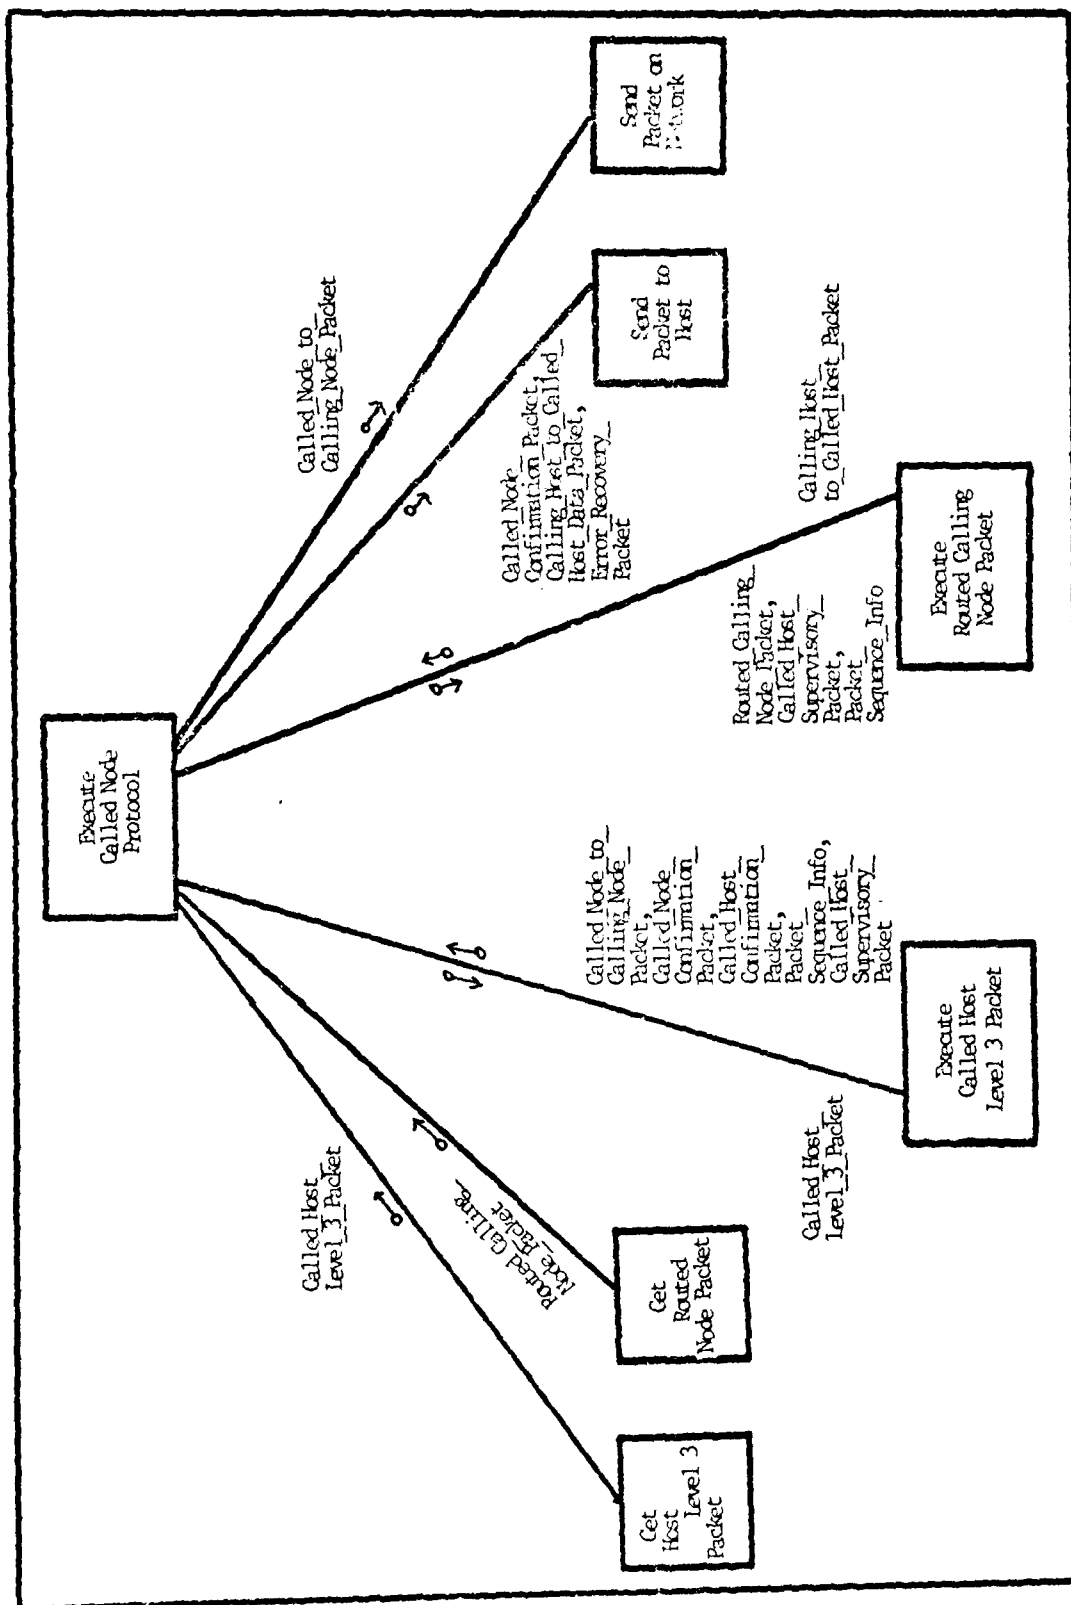 Execute
Called Node
Protocol
Called Host_
Level_3_Packet
Routed_Calling_
Node_Packet
Called_Node_to_
Calling_Node_Packet
Called_Node_
Confirmation_Packet,
Calling_Host_to_Called_
Host_Data_Packet,
Error_Recovery_
Packet
Get
Host Level 3
Packet
Get
Routed
Node Packet
Send
Packet to
Host
Send
Packet on
Network
Called_Host_
Level_3_Packet
Called_Node_to_
Calling_Node_
Packet,
Called_Node_
Confirmation_
Packet,
Called_Host_
Confirmation_
Packet,
Packet_
Sequence_Info,
Called_Host_
Supervisory_
Packet
Routed_Calling_
Node_Packet,
Called_Host_
Supervisory_
Packet,
Packet_
Sequence_Info
Calling_Host_
to_Called_Host_Packet
Execute
Called Host
Level 3 Packet
Execute
Routed Calling
Node Packet